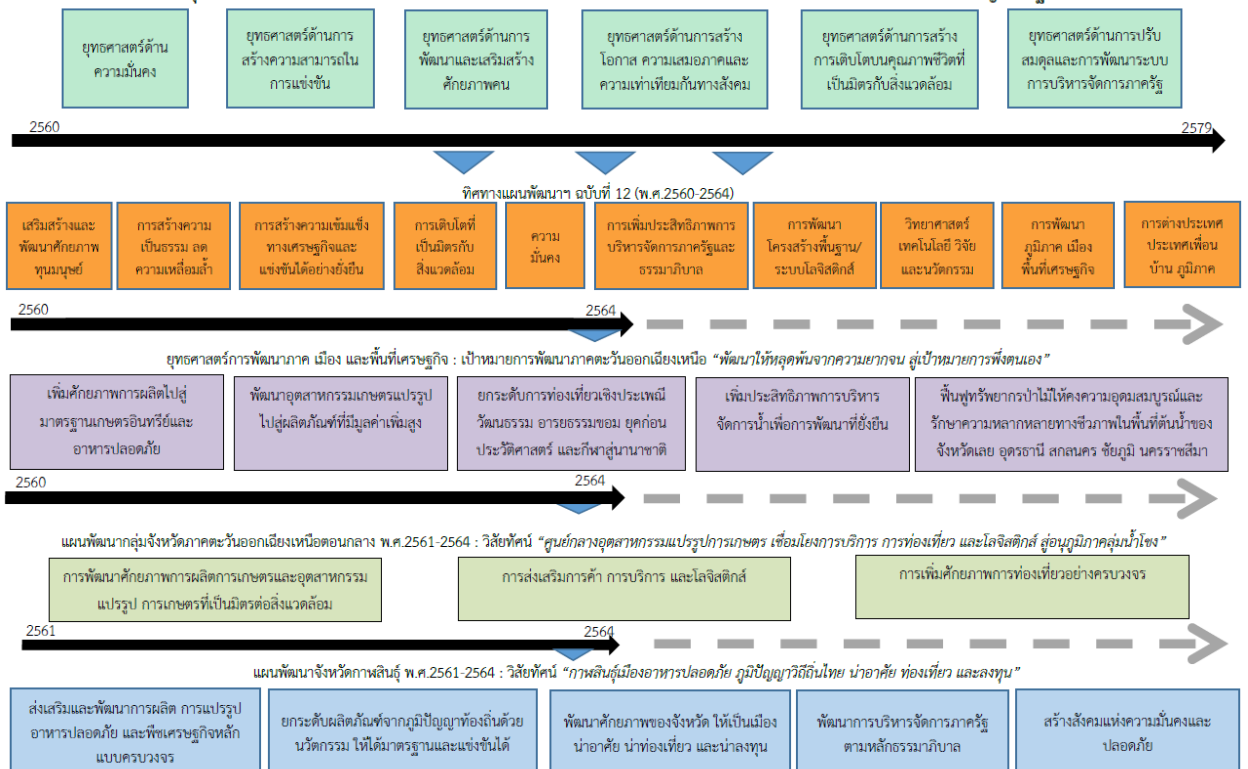 ยุทธศาสตร์ด้าน
ความมั่นคง
ยุทธศาสตร์ด้านการ
สร้างความสามารถใน
การแข่งขัน
ยุทธศาสตร์ด้านการ
พัฒนาและเสริมสร้าง
ศักยภาพคน
ยุทธศาสตร์ด้านการสร้าง
โอกาส ความเสมอภาคและ
ความเท่าเทียมกันทางสังคม
ยุทธศาสตร์ด้านการสร้าง
การเติบโตบนคุณภาพชีวิตที่
เป็นมิตรกับสิ่งแวดล้อม
ยุทธศาสตร์ด้านการปรับ
สมดุลและการพัฒนาระบบ
การบริหารจัดการภาครัฐ
2560
2579
ทิศทางแผนพัฒนาฯ ฉบับที่ 12 (พ.ศ.2560-2564)
เสริมสร้างและ
พัฒนาศักยภาพ
ทุนมนุษย์
การสร้างความ
เป็นธรรม ลด
ความเหลื่อมล้ำ
การสร้างความเข้มแข็ง
ทางเศรษฐกิจและ
แข่งขันได้อย่างยั่งยืน
การเติบโตที่
เป็นมิตรกับ
สิ่งแวดล้อม
ความ
มั่นคง
การเพิ่มประสิทธิภาพการ
บริหารจัดการภาครัฐและ
ธรรมาภิบาล
การพัฒนา
โครงสร้างพื้นฐาน/
ระบบโลจิสติกส์
วิทยาศาสตร์
เทคโนโลยี วิจัย
และนวัตกรรม
การพัฒนา
ภูมิภาค เมือง
พื้นที่เศรษฐกิจ
การต่างประเทศ
ประเทศเพื่อน
บ้าน ภูมิภาค
2560
2564
ยุทธศาสตร์การพัฒนาภาค เมือง และพื้นที่เศรษฐกิจ : เป้าหมายการพัฒนาภาคตะวันออกเฉียงเหนือ “พัฒนาให้หลุดพ้นจากความยากจน สู่เป้าหมายการพึ่งตนเอง”
เพิ่มศักยภาพการผลิตไปสู่
มาตรฐานเกษตรอินทรีย์และ
อาหารปลอดภัย
พัฒนาอุตสาหกรรมเกษตรแปรรูป
ไปสู่ผลิตภัณฑ์ที่มีมูลค่าเพิ่มสูง
ยกระดับการท่องเที่ยวเชิงประเพณี
วัฒนธรรม อารยธรรมขอม ยุคก่อน
ประวัติศาสตร์ และกีฬาสู่นานาชาติ
เพิ่มประสิทธิภาพการบริหาร
จัดการน้ำเพื่อการพัฒนาที่ยั่งยืน
ฟื้นฟูทรัพยากรป่าไม้ให้คงความอุดมสมบูรณ์และ
รักษาความหลากหลายทางชีวภาพในพื้นที่ต้นน้ำของ
จังหวัดเลย อุดรธานี สกลนคร ชัยภูมิ นครราชสีมา
2560
2564
แผนพัฒนากลุ่มจังหวัดภาคตะวันออกเฉียงเหนือตอนกลาง พ.ศ.2561-2564 : วิสัยทัศน์ “ศูนย์กลางอุตสาหกรรมแปรรูปการเกษตร เชื่อมโยงการบริการ การท่องเที่ยว และโลจิสติกส์ สู่อนุภูมิภาคลุ่มน้ำโขง”
การพัฒนาศักยภาพการผลิตการเกษตรและอุตสาหกรรม
แปรรูป การเกษตรที่เป็นมิตรต่อสิ่งแวดล้อม
การส่งเสริมการค้า การบริการ และโลจิสติกส์
การเพิ่มศักยภาพการท่องเที่ยวอย่างครบวงจร
2561
2564
แผนพัฒนาจังหวัดกาฬสินธุ์ พ.ศ.2561-2564 : วิสัยทัศน์ “กาฬสินธุ์เมืองอาหารปลอดภัย ภูมิปัญญาวิถีถิ่นไทย น่าอาศัย ท่องเที่ยว และลงทุน”
ส่งเสริมและพัฒนาการผลิต การแปรรูป
อาหารปลอดภัย และพืชเศรษฐกิจหลัก
แบบครบวงจร
ยกระดับผลิตภัณฑ์จากภูมิปัญญาท้องถิ่นด้วย
นวัตกรรม ให้ได้มาตรฐานและแข่งขันได้
พัฒนาศักยภาพของจังหวัด ให้เป็นเมือง
น่าอาศัย น่าท่องเที่ยว และน่าลงทุน
พัฒนาการบริหารจัดการภาครัฐ
ตามหลักธรรมาภิบาล
สร้างสังคมแห่งความมั่นคงและ
ปลอดภัย